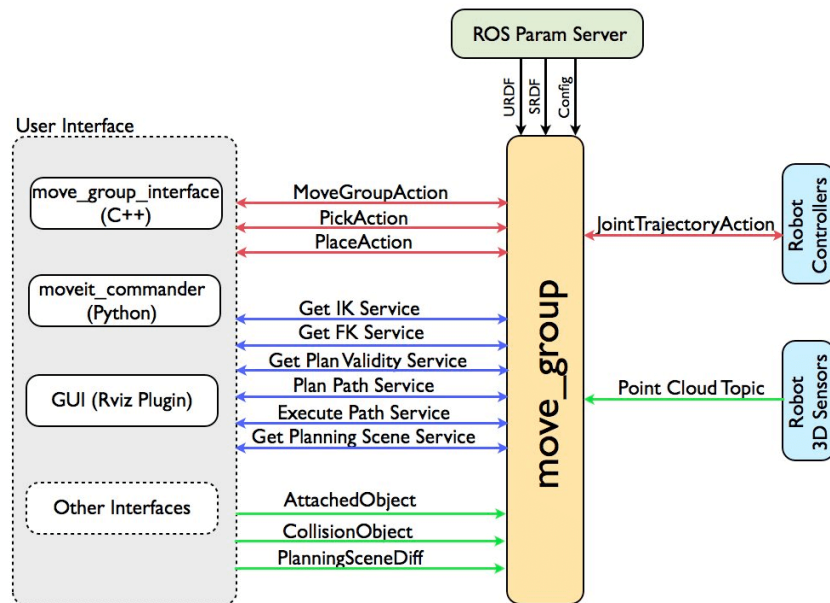 ROS Param Server
URDF
SRDF
Config
User Interface
move_group_interface
(C++)
moveit_commander
(Python)
GUI (Rviz Plugin)
Other Interfaces
MoveGroupAction
PickAction
PlaceAction
Get IK Service
Get FK Service
Get Plan Validity Service
Plan Path Service
Execute Path Service
Get Planning Scene Service
AttachedObject
CollisionObject
PlanningSceneDiff
move_group
JointTrajectoryAction
Point Cloud Topic
Robot
Controllers
Robot
3D Sensors